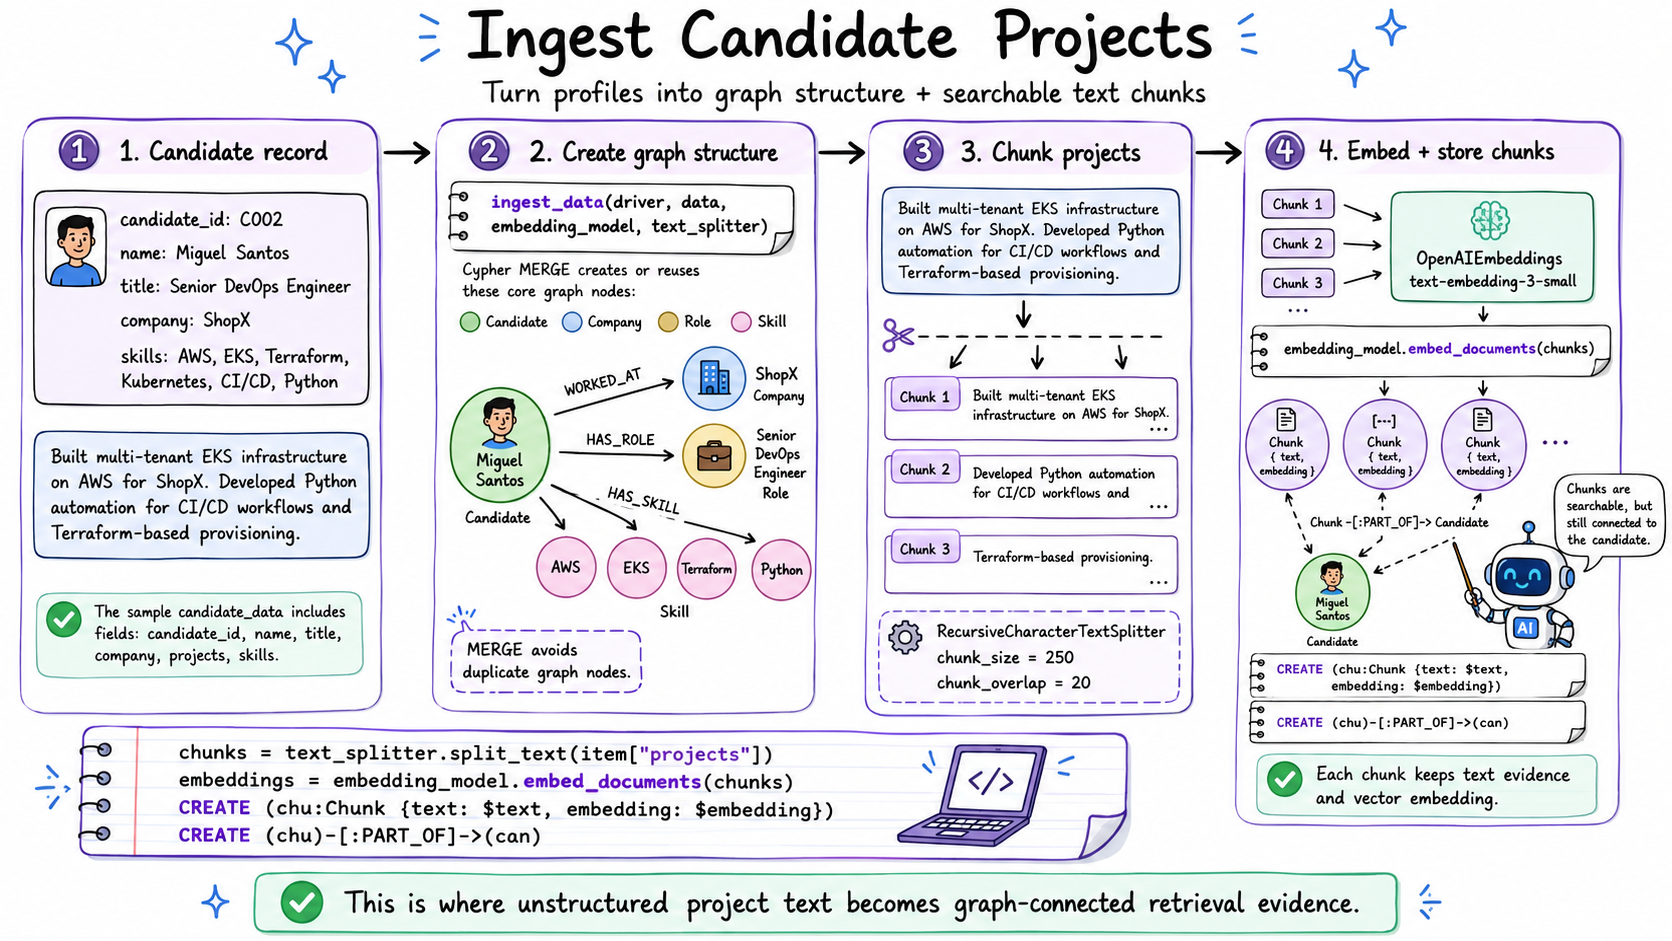 Ingest Candidate Projects
Turn profiles into graph structure + searchable text chunks
1 1. Candidate record
candidate_id: C002
name: Miguel Santos
title: Senior DevOps Engineer
company: ShopX
skills: AWS, EKS, Terraform,
Kubernetes, CI/CD, Python
Built multi-tenant EKS infrastructure
on AWS for ShopX. Developed Python
automation for CI/CD workflows and
Terraform-based provisioning.
The sample candidate_data includes
fields: candidate_id, name, title,
company, projects, skills.
2 2. Create graph structure
ingest_data(driver, data,
embedding_model, text_splitter)
Cypher MERGE creates or reuses
these core graph nodes:
Candidate Company Role Skill
WORKED_AT
ShopX
Company
HAS_ROLE
Senior
DevOps
Engineer
Role
Miguel
Santos
Candidate
HAS_SKILL
AWS EKS Terraform Python
Skill
MERGE avoids
duplicate graph nodes.
3 3. Chunk projects
Built multi-tenant EKS infrastructure
on AWS for ShopX. Developed Python
automation for CI/CD workflows and
Terraform-based provisioning.
Chunk 1
Built multi-tenant EKS
infrastructure on AWS for ShopX.
...
Chunk 2
Developed Python automation
for CI/CD workflows and
...
Chunk 3
Terraform-based provisioning.
...
RecursiveCharacterTextSplitter
chunk_size = 250
chunk_overlap = 20
4 4. Embed + store chunks
Chunk 1
Chunk 2
Chunk 3
...
OpenAIEmbeddings
text-embedding-3-small
embedding_model.embed_documents(chunks)
Chunk
{ text,
embedding }
[---]
Chunk
{ text,
embedding }
Chunk
{ text,
embedding }
...
Chunk -[:PART_OF]-> Candidate
Chunks are
searchable, but
still connected to
the candidate.
Miguel
Santos
Candidate
AI
CREATE (chu:Chunk {text: $text,
embedding: $embedding})
CREATE (chu)-[:PART_OF]->(can)
Each chunk keeps text evidence
and vector embedding.
chunks = text_splitter.split_text(item["projects"])
embeddings = embedding_model.embed_documents(chunks)
CREATE (chu:Chunk {text: $text, embedding: $embedding})
CREATE (chu)-[:PART_OF]->(can)
</>
This is where unstructured project text becomes graph-connected retrieval evidence.